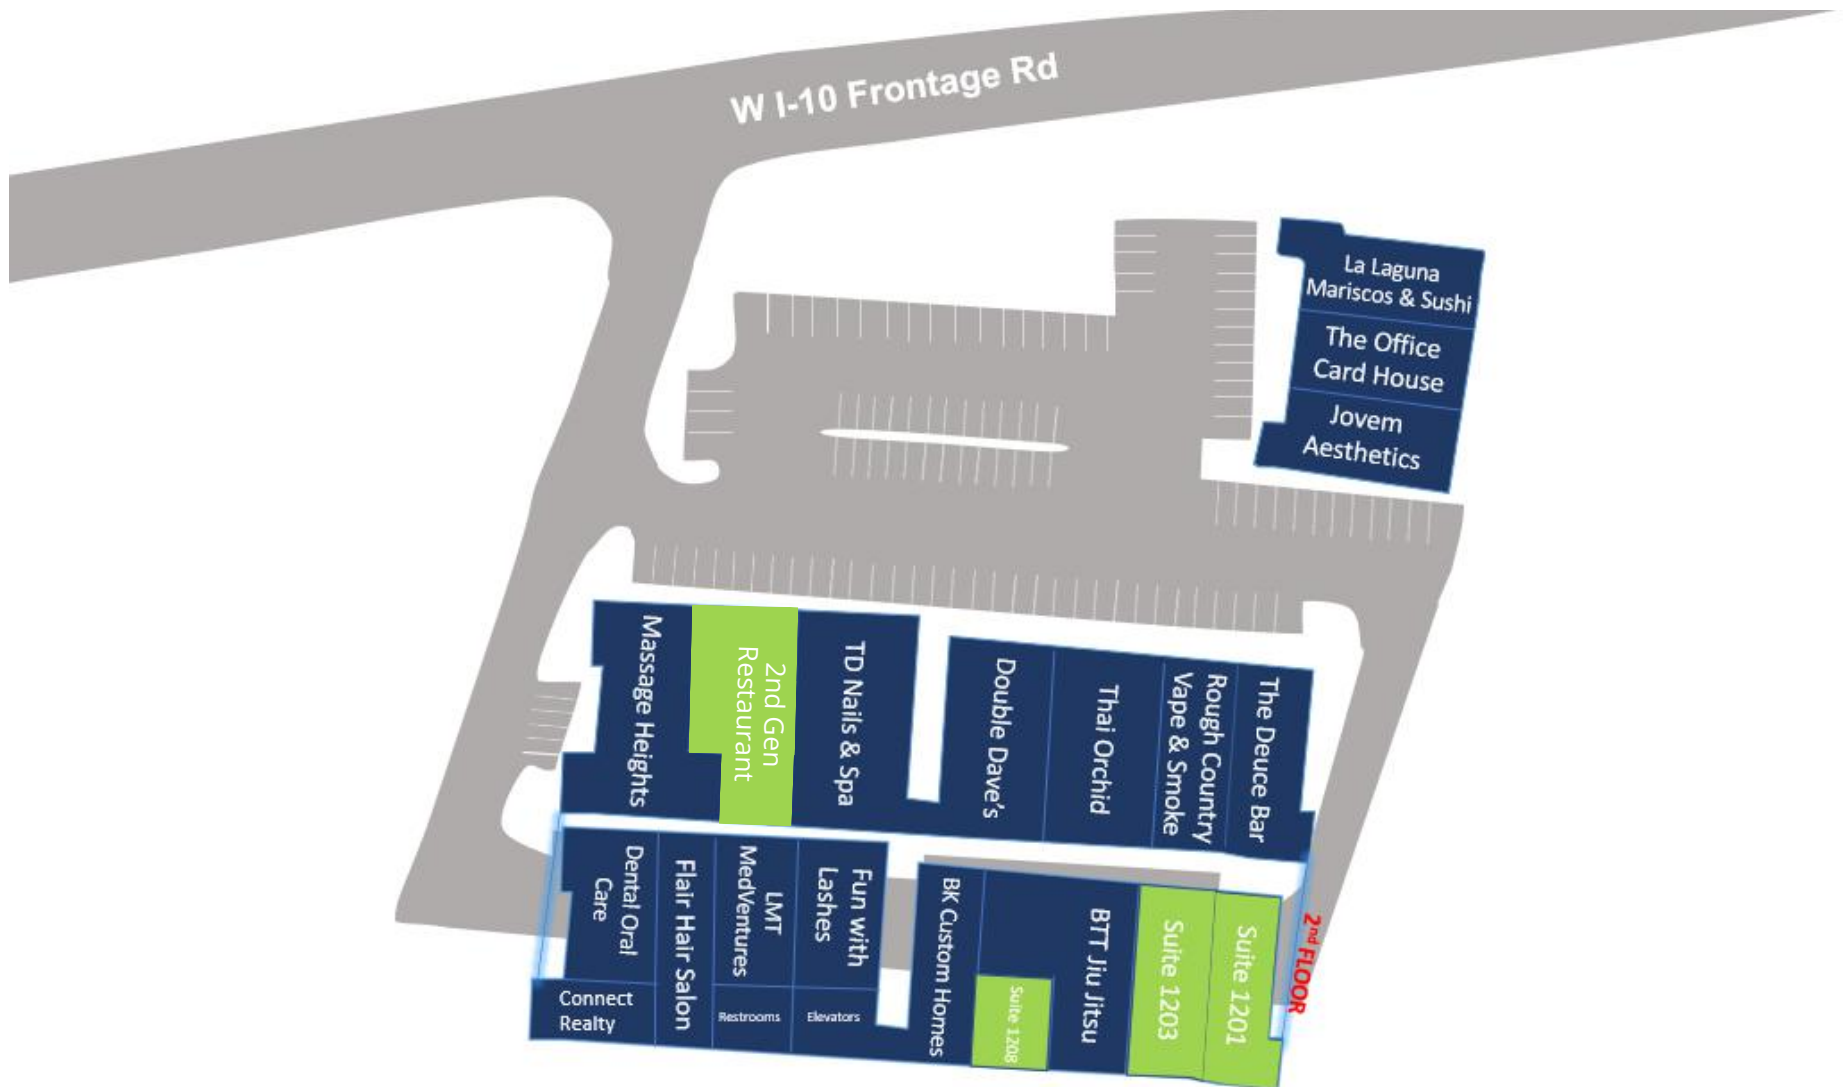 W I-10 Frontage Rd
La Laguna
Mariscos & Sushi
The Office
Card House
Jovem
Aesthetics
Massage Heights
2nd Gen
Restaurant
TD Nails & Spa
Double Dave's
Thai Orchid
Rough Country
Vape & Smoke
The Deuce Bar
Dental Oral
Care
Flair Hair Salon
LMT
MedVentures
Fun with
Lashes
BK Custom Homes
BTT Jiu Jitsu
Suite 1203
Suite 1201
2nd FLOOR
Connect
Realty
Restrooms
Elevators
Suite 1208